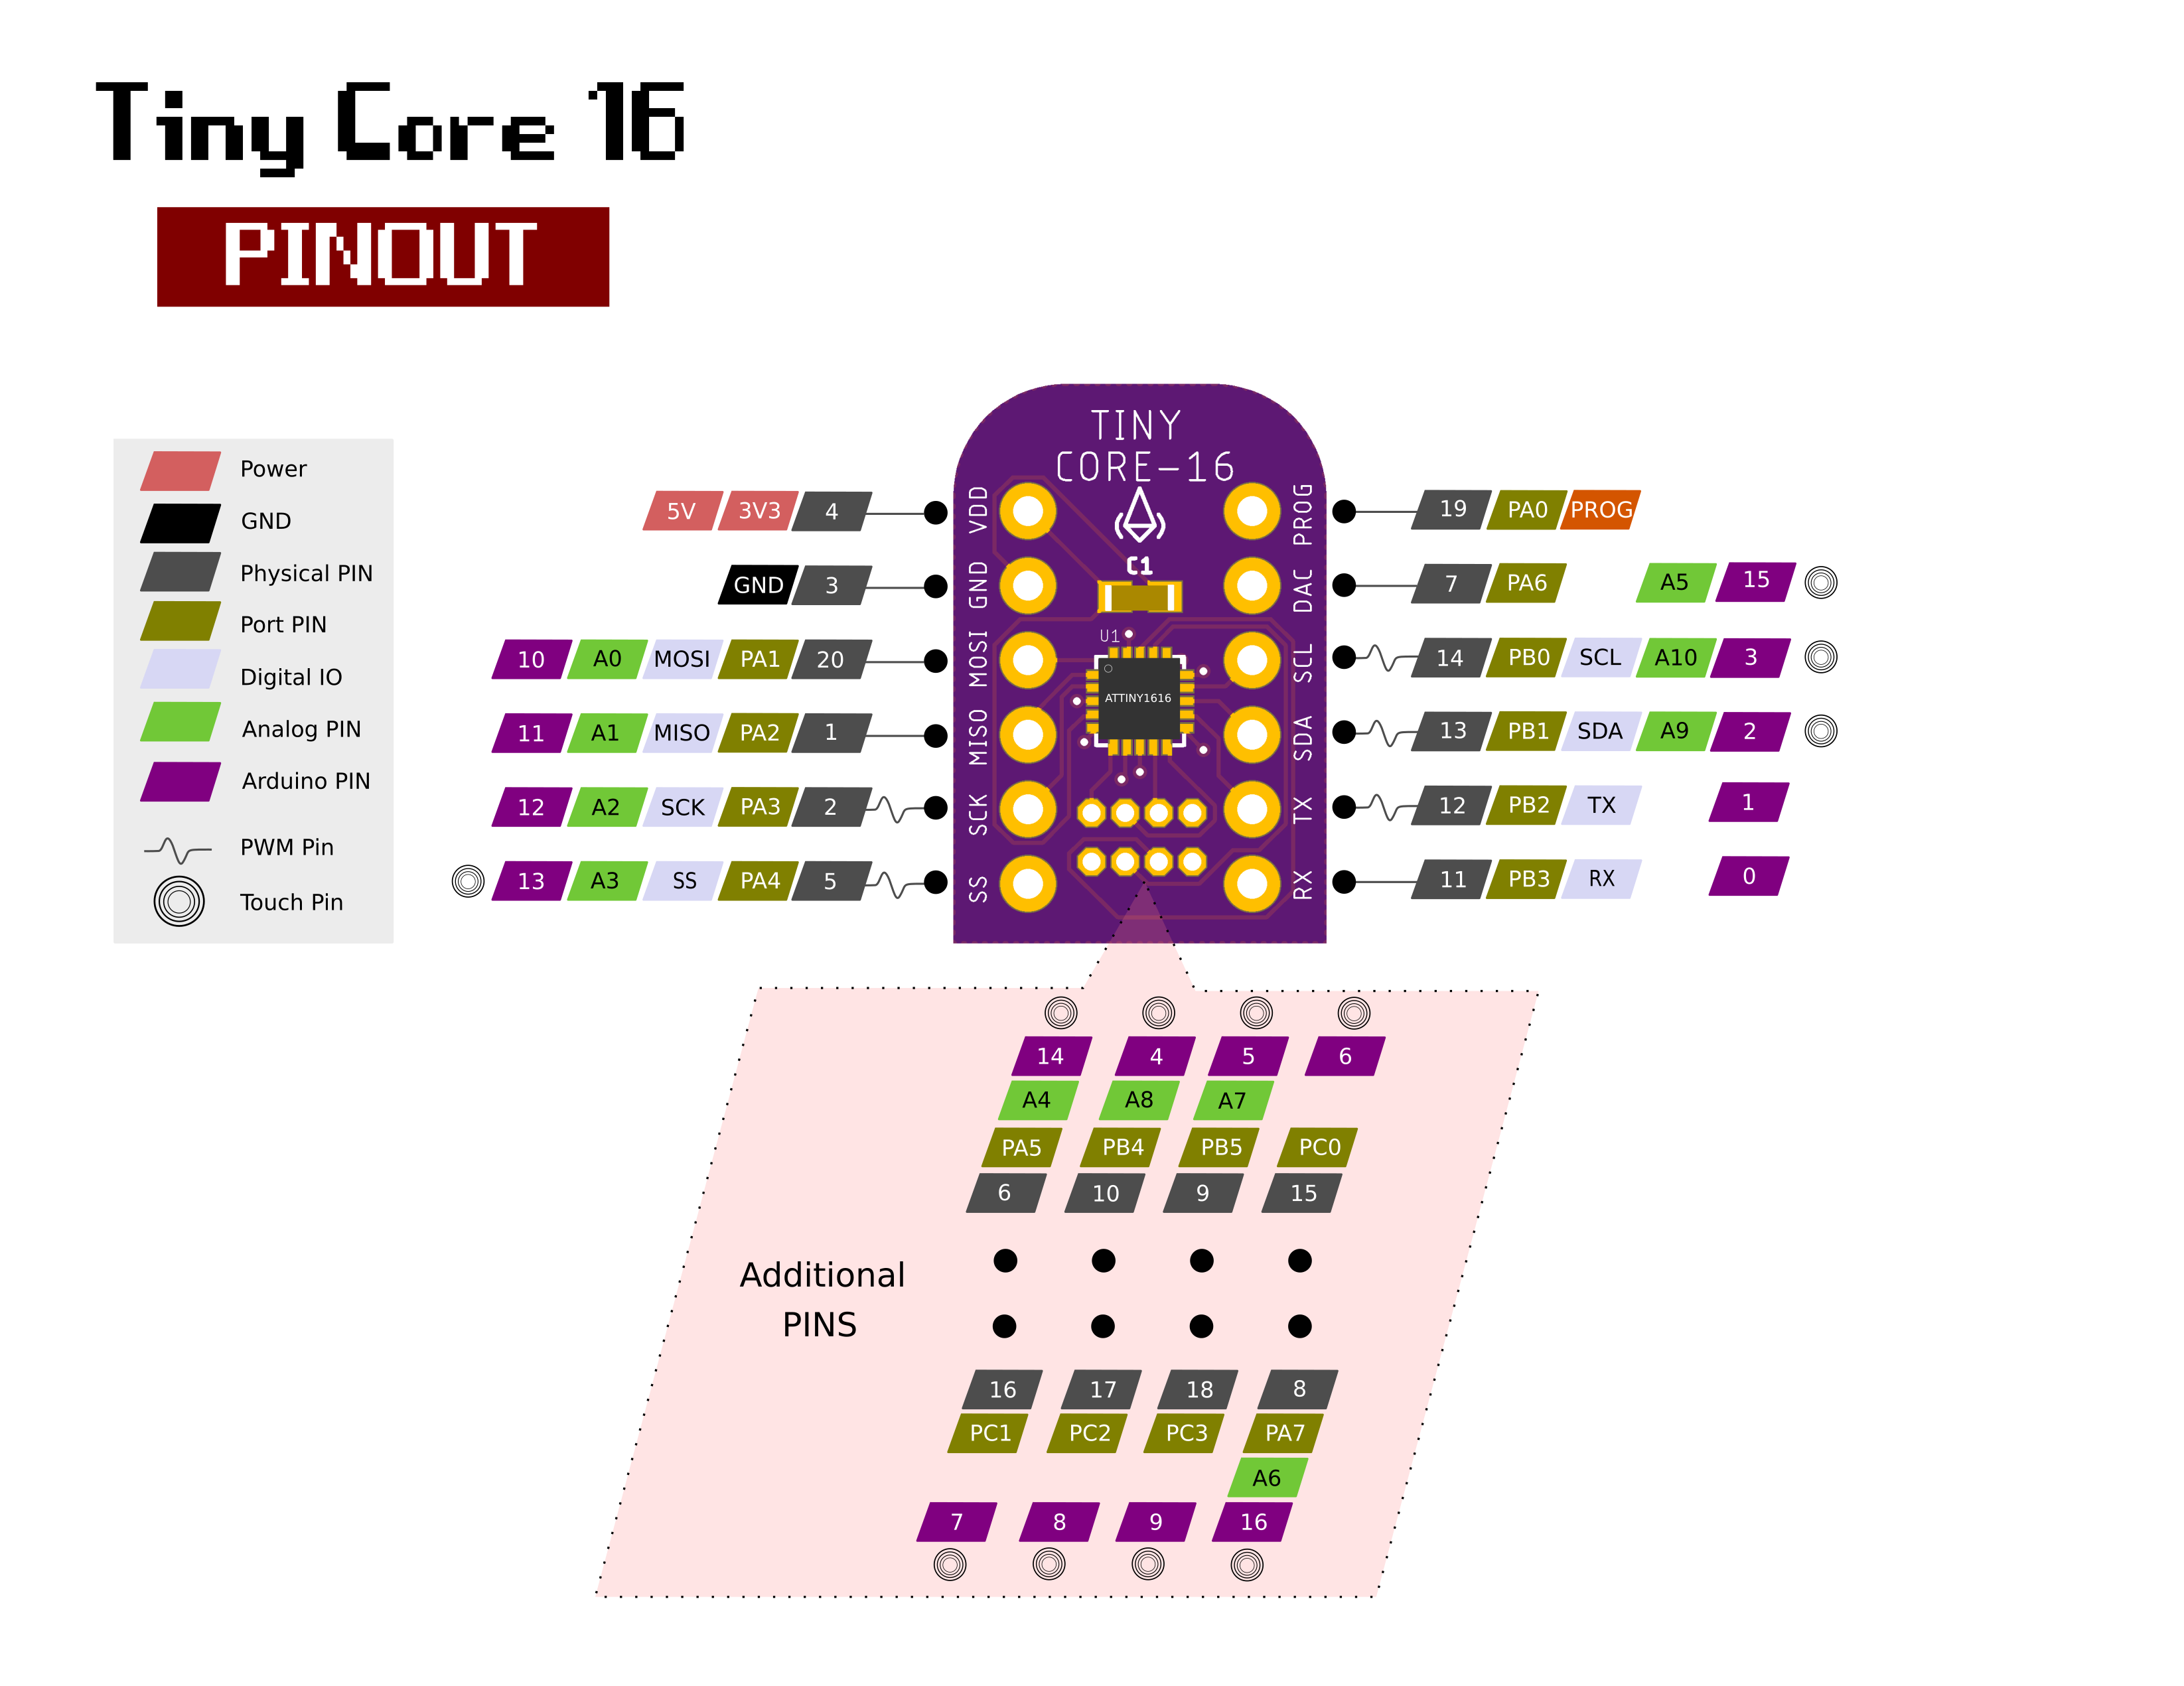 Tiny Core 16
PINOUT
Power
GND
Physical PIN
Port PIN
Digital IO
Analog PIN
Arduino PIN
PWM Pin
Touch Pin
TINY
CORE-16
C1
U1
ATTINY1616
VDD
GND
MOSI
MISO
SCK
SS
PROG
DAC
SCL
SDA
TX
RX
5V 3V3 4
GND 3
10 A0 MOSI PA1 20
11 A1 MISO PA2 1
12 A2 SCK PA3 2
13 A3 SS PA4 5
19 PA0 PROG
7 PA6 A5 15
14 PB0 SCL A10 3
13 PB1 SDA A9 2
12 PB2 TX 1
11 PB3 RX 0
14 4 5 6
A4 A8 A7
PA5 PB4 PB5 PC0
6 10 9 15
Additional
PINS
16 17 18 8
PC1 PC2 PC3 PA7
A6
7 8 9 16